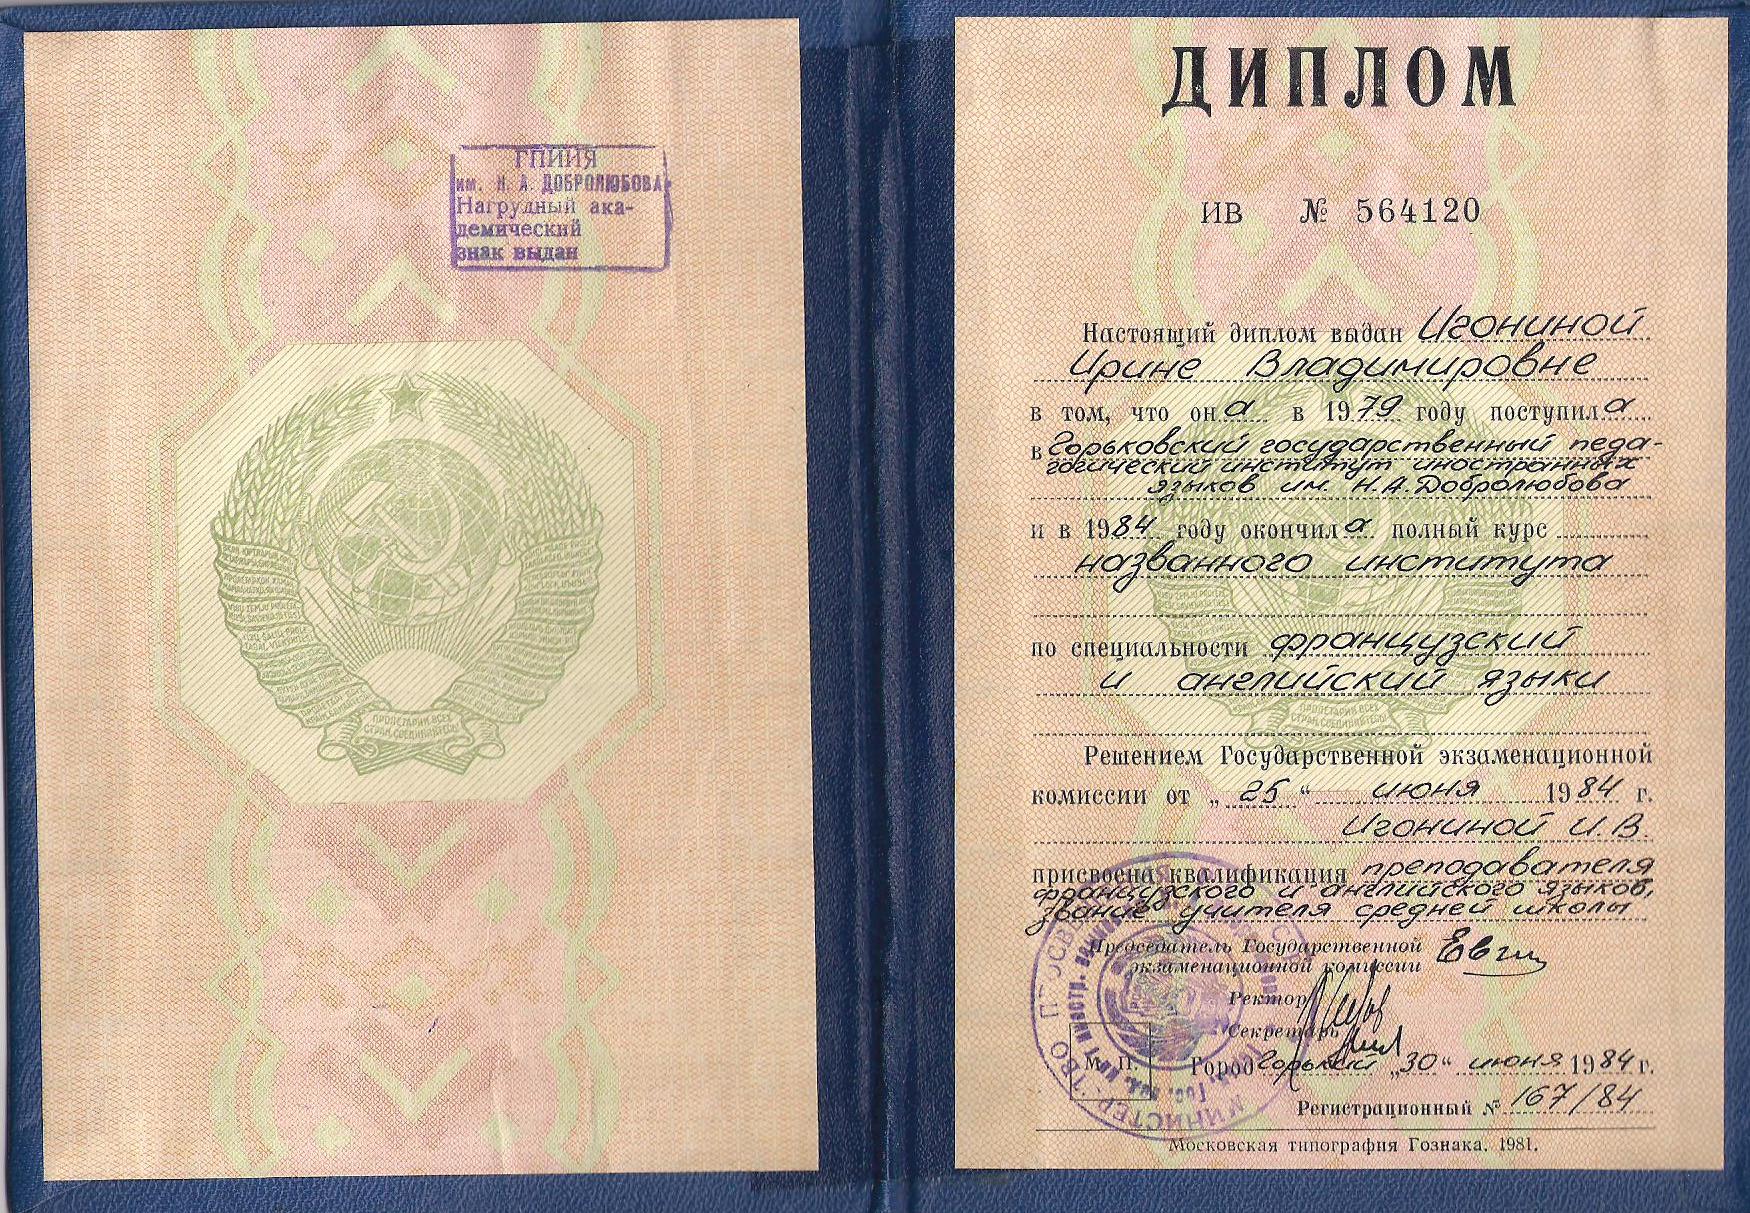 ГПИИЯ
им. Н. А. ДОБРОЛЮБОВА
Нагрудный ака-
демический
знак выдан
ПРОЛЕТАРИИ ВСЕХ
СТРАН, СОЕДИНЯЙТЕСЬ!
ДИПЛОМ
ИВ № 564120
Настоящий диплом выдан Игониной
Ирине Владимировне
в том, что она в 1979 году поступила
в Горьковский государственный педа-
гогический институт иностранных
языков им. Н.А.Добролюбова
и в 1984 году окончила полный курс
названного института
по специальности французский
и английский языки
Решением Государственной экзаменационной
комиссии от „25“ июня 1984 г.
Игониной И.В.
присвоена квалификация преподавателя
французского и английского языков,
звание учителя средней школы
Председатель Государственной
экзаменационной комиссии
Ректор
Секретарь
М. П. Город Горький „30“ июня 1984 г.
Регистрационный № 167/84
Московская типография Гознака. 1981.